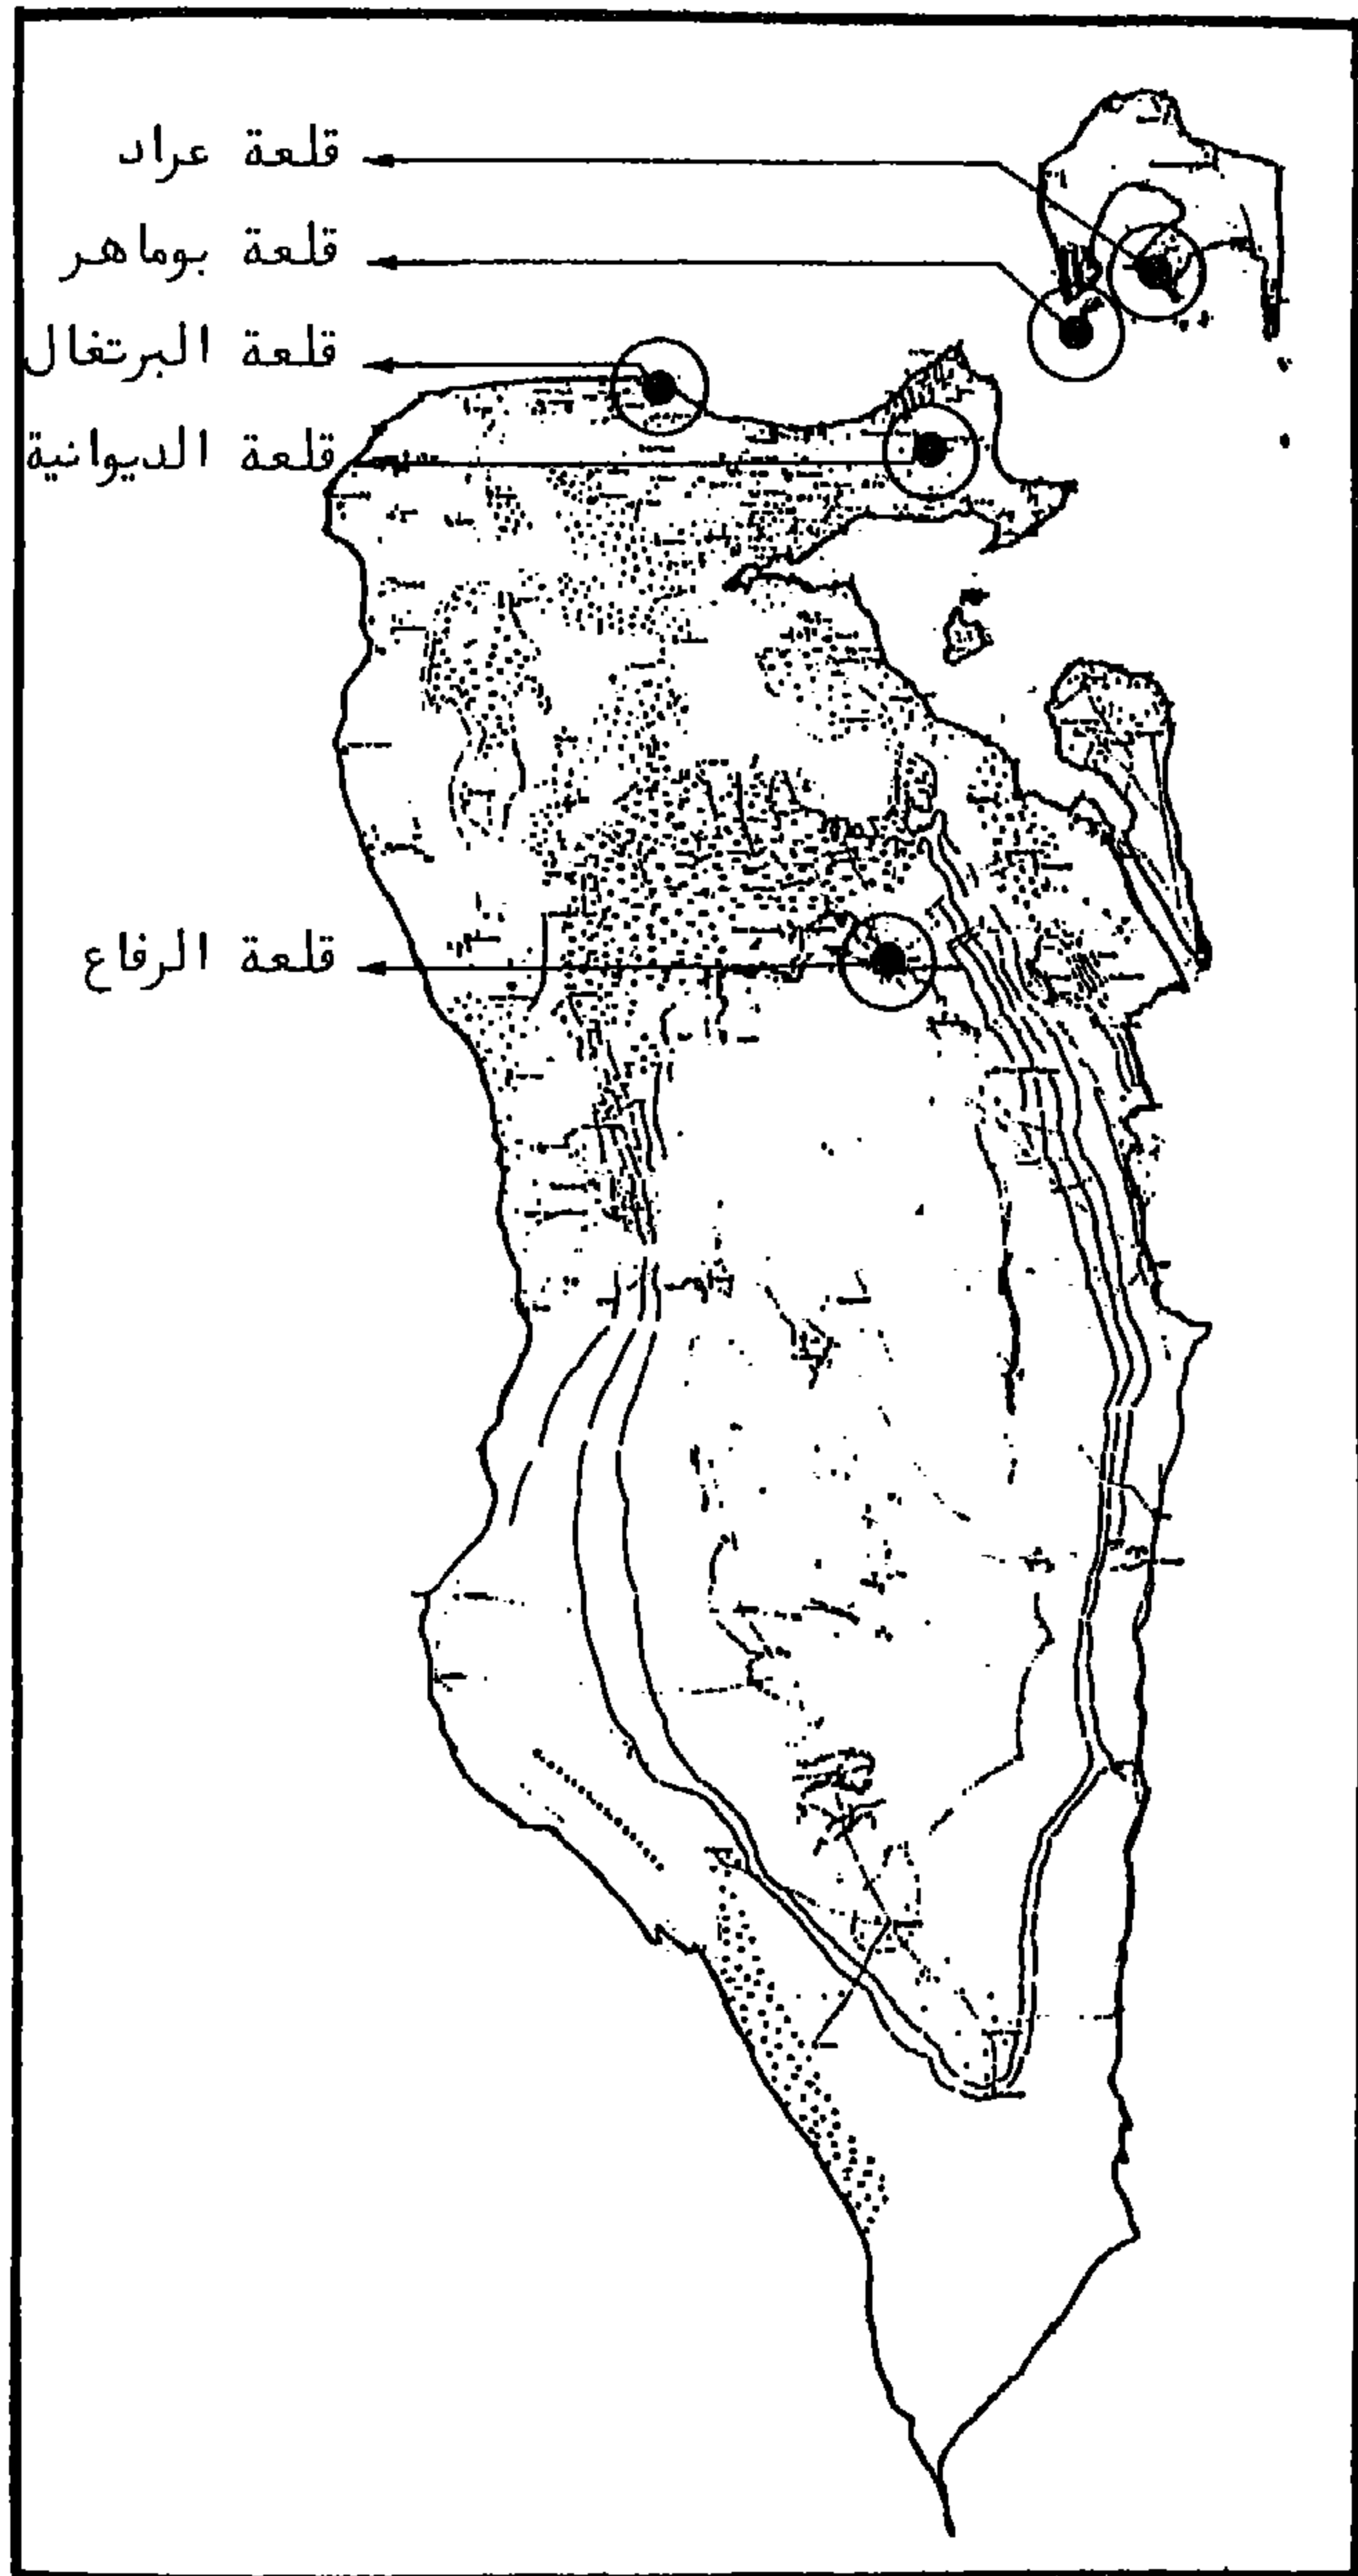 قلعة عراد
قلعة بوماهر
قلعة البرتغال
قلعة الديوانية
قلعة الرفاع